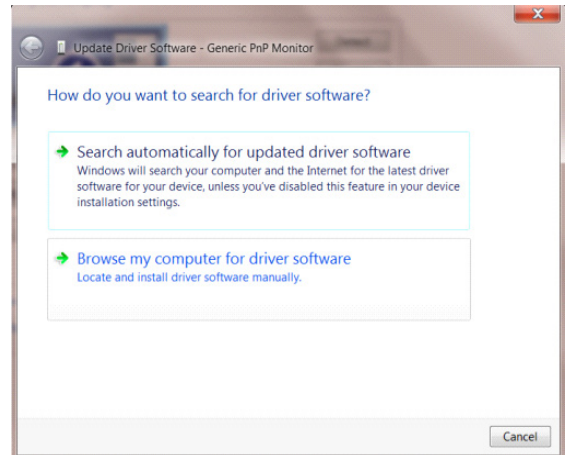 X
Update Driver Software - Generic PnP Monitor
How do you want to search for driver software?
Search automatically for updated driver software
Windows will search your computer and the Internet for the latest driver
software for your device, unless you've disabled this feature in your device
installation settings.
Browse my computer for driver software
Locate and install driver software manually.
Cancel